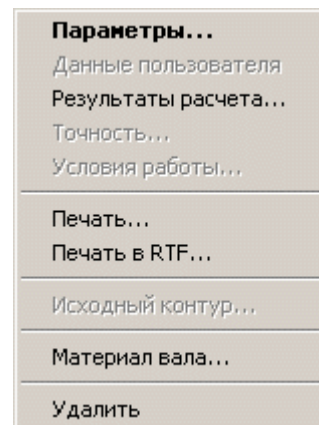 Параметры...
Данные пользователя
Результаты расчета...
Точность...
Условия работы...
Печать...
Печать в RTF...
Исходный контур...
Материал вала...
Удалить